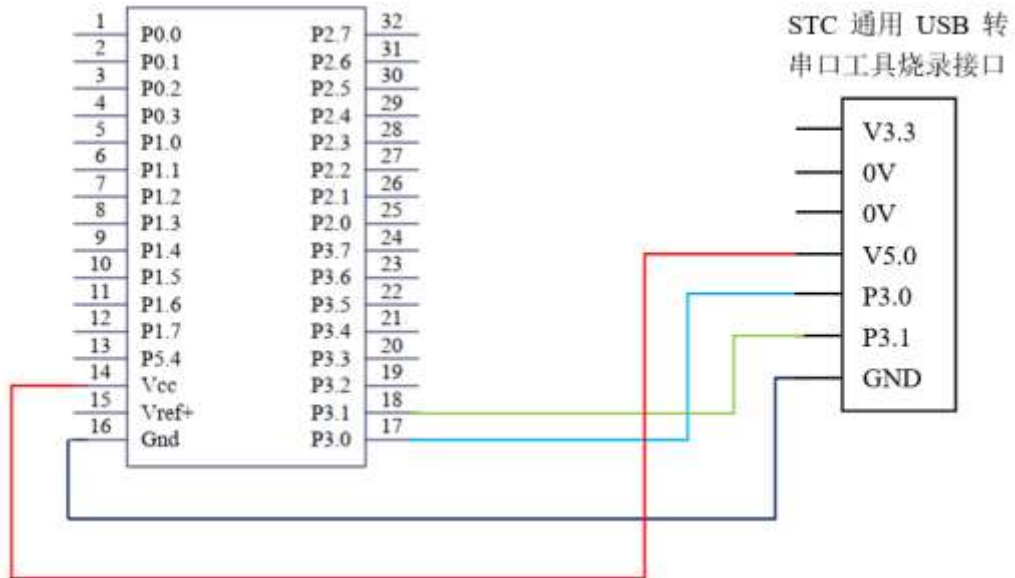 STC 通用 USB 转
串口工具烧录接口
1 P0.0 P2.7 32
2 P0.1 P2.6 31
3 P0.2 P2.5 30
4 P0.3 P2.4 29
5 P1.0 P2.3 28
6 P1.1 P2.2 27
7 P1.2 P2.1 26
8 P1.3 P2.0 25
9 P1.4 P3.7 24
10 P1.5 P3.6 23
11 P1.6 P3.5 22
12 P1.7 P3.4 21
13 P5.4 P3.3 20
14 Vcc P3.2 19
15 Vref+ P3.1 18
16 Gnd P3.0 17
V3.3
0V
0V
V5.0
P3.0
P3.1
GND